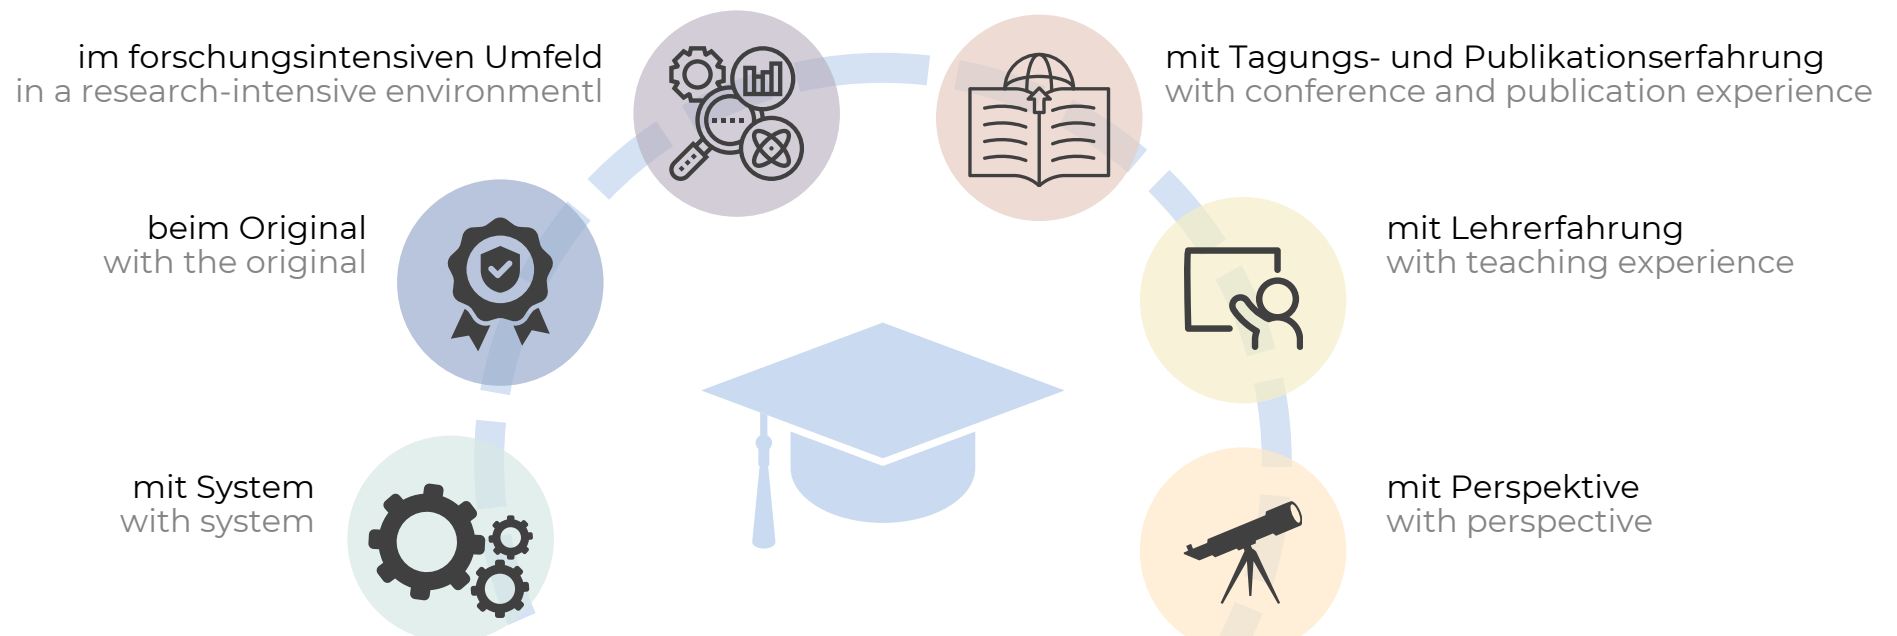 im forschungsintensiven Umfeld
in a research-intensive environmentl
mit Tagungs- und Publikationserfahrung
with conference and publication experience
beim Original
with the original
mit Lehrerfahrung
with teaching experience
mit System
with system
mit Perspektive
with perspective